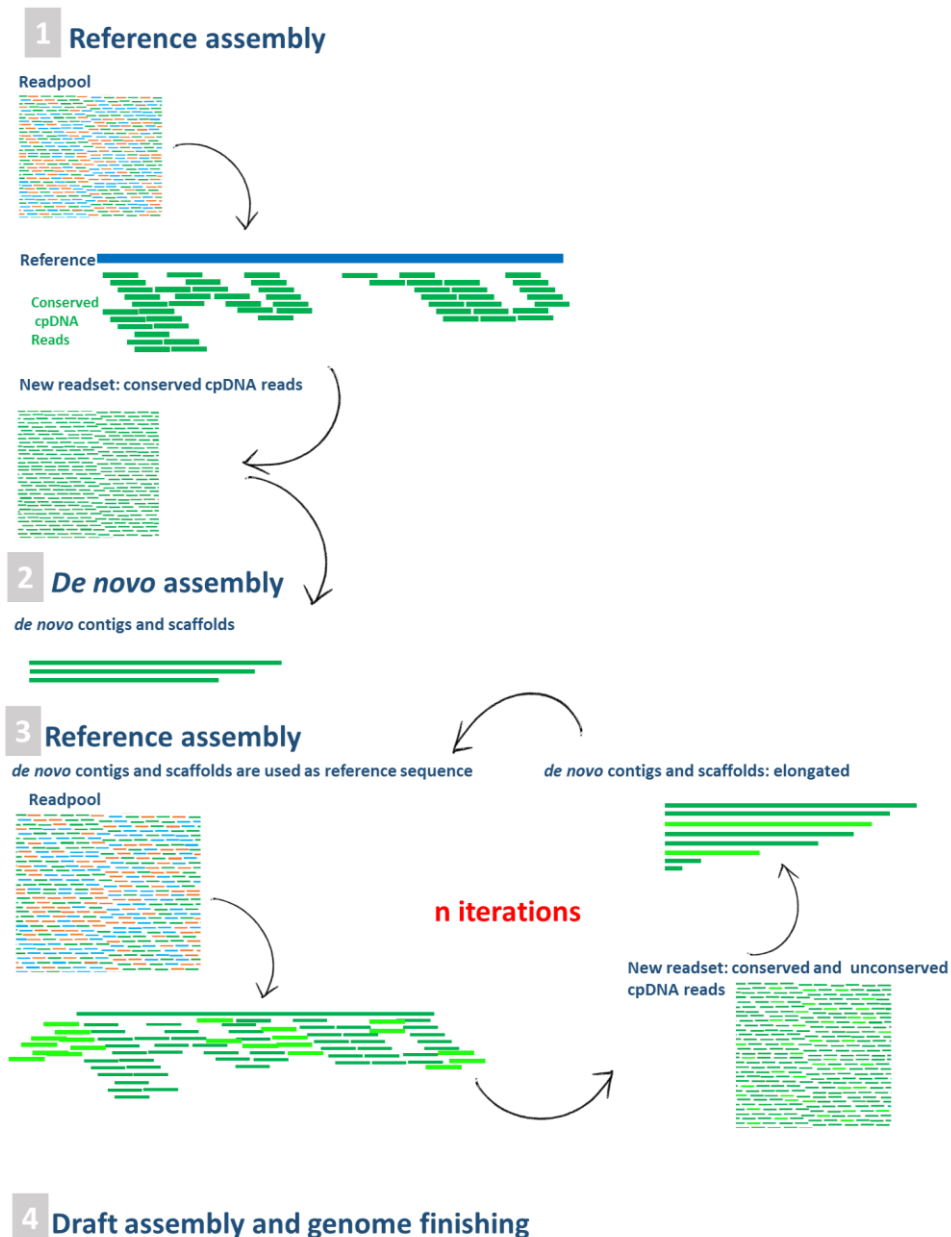 1 Reference assembly
Readpool
Reference
Conserved
cpDNA
Reads
New readset: conserved cpDNA reads
2 De novo assembly
de novo contigs and scaffolds
3 Reference assembly
de novo contigs and scaffolds are used as reference sequence
de novo contigs and scaffolds: elongated
Readpool
n iterations
New readset: conserved and unconserved
cpDNA reads
4 Draft assembly and genome finishing